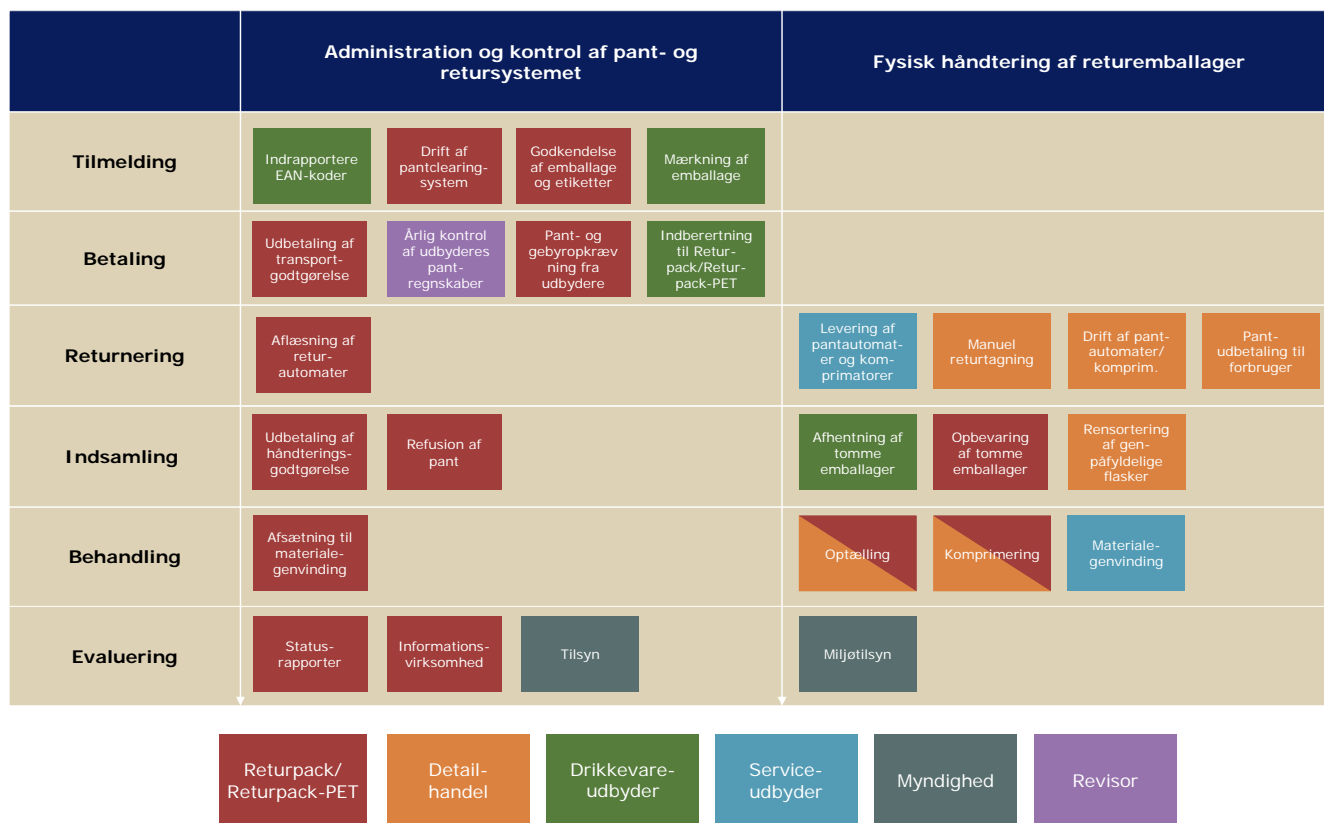 Administration og kontrol af pant- og
retursystemet
Fysisk håndtering af returemballager
Tilmelding
Indrapportere
EAN-koder
Drift af
pantclearing-
system
Godkendelse
af emballage
og etiketter
Mærkning af
emballage
Betaling
Udbetaling af
transport-
godtgørelse
Årlig kontrol
af udbyderes
pant-
regnskaber
Pant- og
gebyropkræv
ning fra
udbydere
Indberertning
til Retur-
pack/Retur-
pack-PET
Returnering
Aflæsning af
retur-
automater
Levering af
pantautomat-
er og kom-
primatorer
Manuel
returtagning
Drift af pant-
automater/
komprim.
Pant-
udbetaling til
forbruger
Indsamling
Udbetaling af
håndterings-
godtgørelse
Refusion af
pant
Afhentning af
tomme
emballager
Opbevaring
af tomme
emballager
Rensortering
af gen-
påfyldelige
flasker
Behandling
Afsætning til
materiale-
genvinding
Optælling
Komprimering
Materiale-
genvinding
Evaluering
Status-
rapporter
Informations-
virksomhed
Tilsyn
Miljøtilsyn
Returpack/
Returpack-PET
Detail-
handel
Drikkevare-
udbyder
Service-
udbyder
Myndighed
Revisor